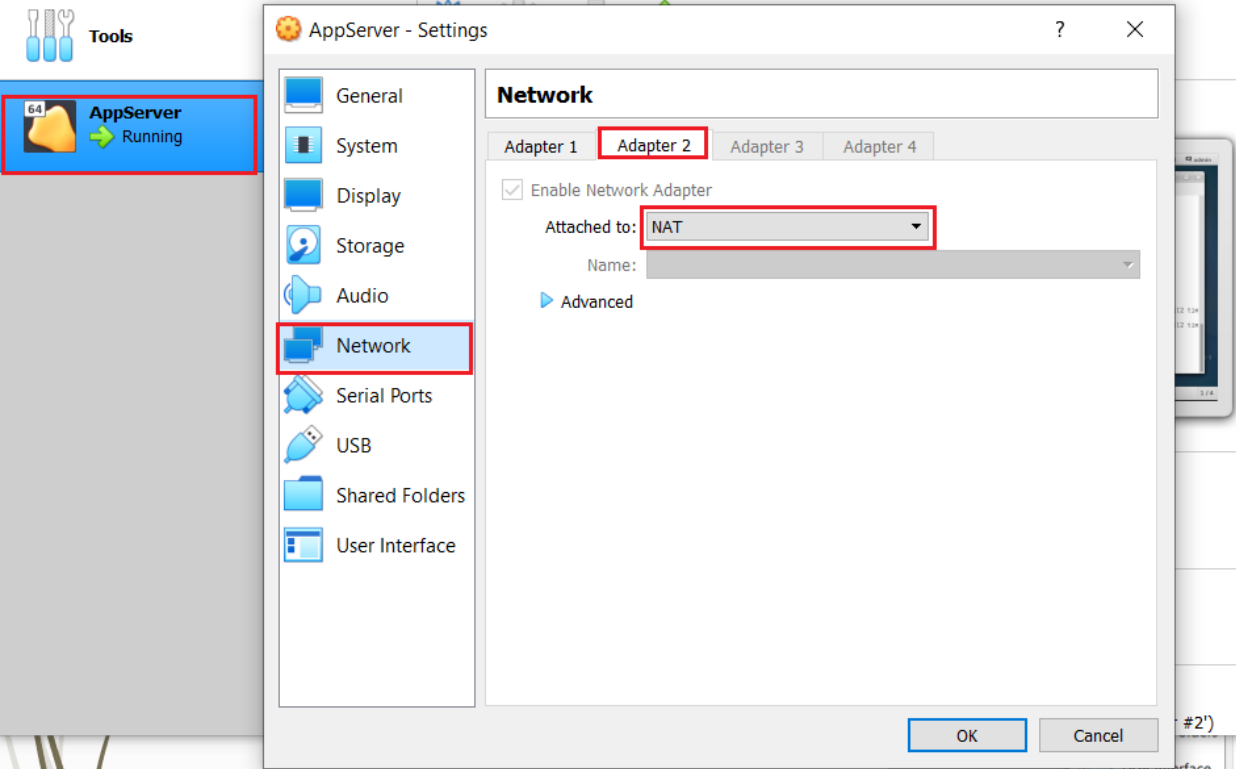 Tools
64
AppServer
Running
AppServer - Settings
?
General
System
Display
Storage
Audio
Network
Serial Ports
USB
Shared Folders
User Interface
Network
Adapter 1
Adapter 2
Adapter 3
Adapter 4
Enable Network Adapter
Attached to: NAT
Name:
Advanced
OK
Cancel
admin
#2')